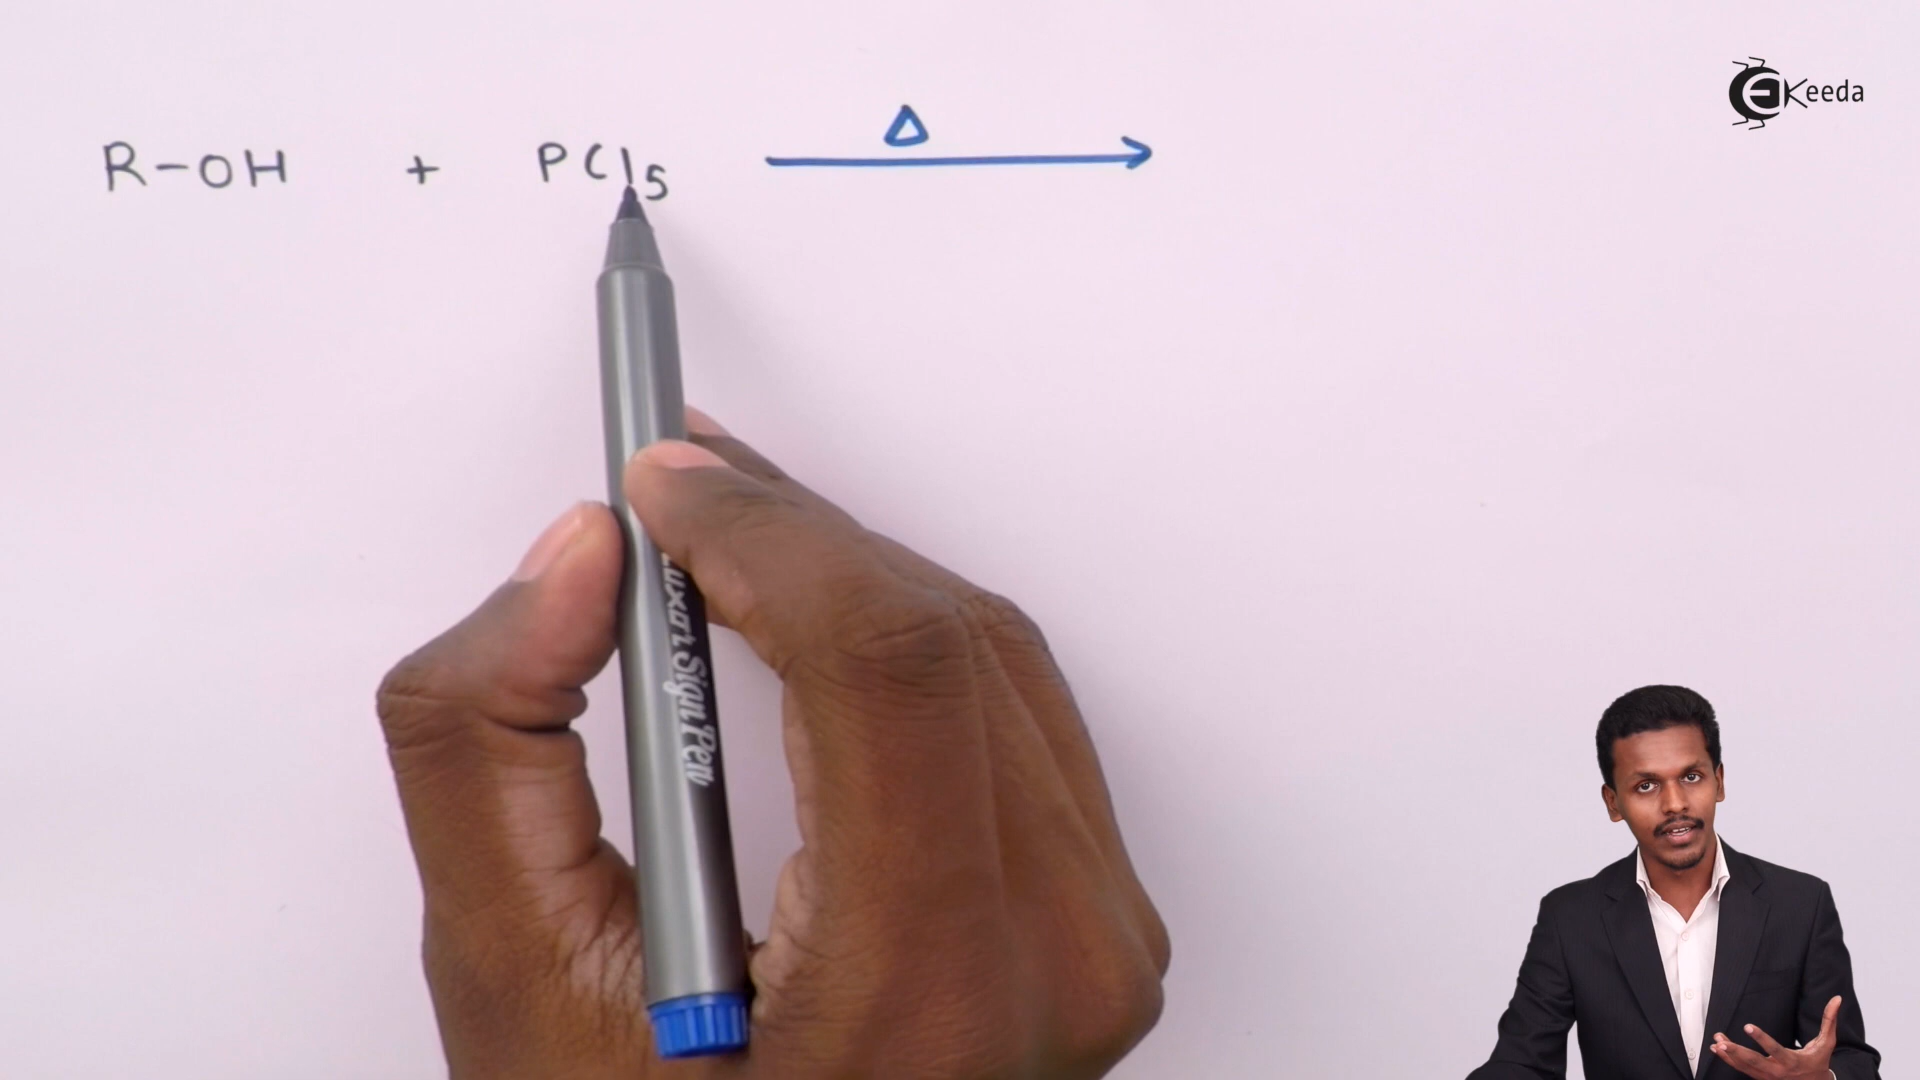 R-OH + PCl5 Δ →
Keeda
Luxor Sign Pen